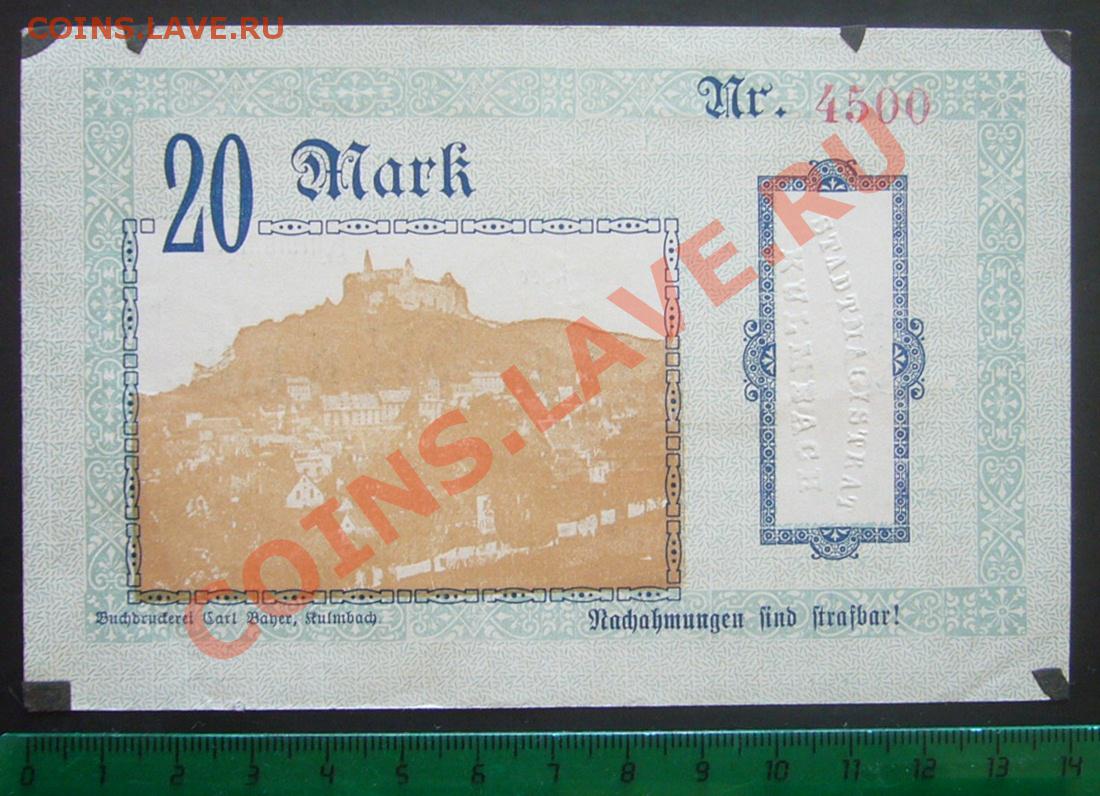 COINS.LAVE.RU
Nr. 4500
20 Mark
STADTMAGISTRAT
KULMBACH
COINS.LAVE.RU
Buchdruckerei Carl Bayer, Kulmbach.
Nachahmungen sind strafbar!
0 1 2 3 4 5 6 7 8 9 10 11 12 13 14